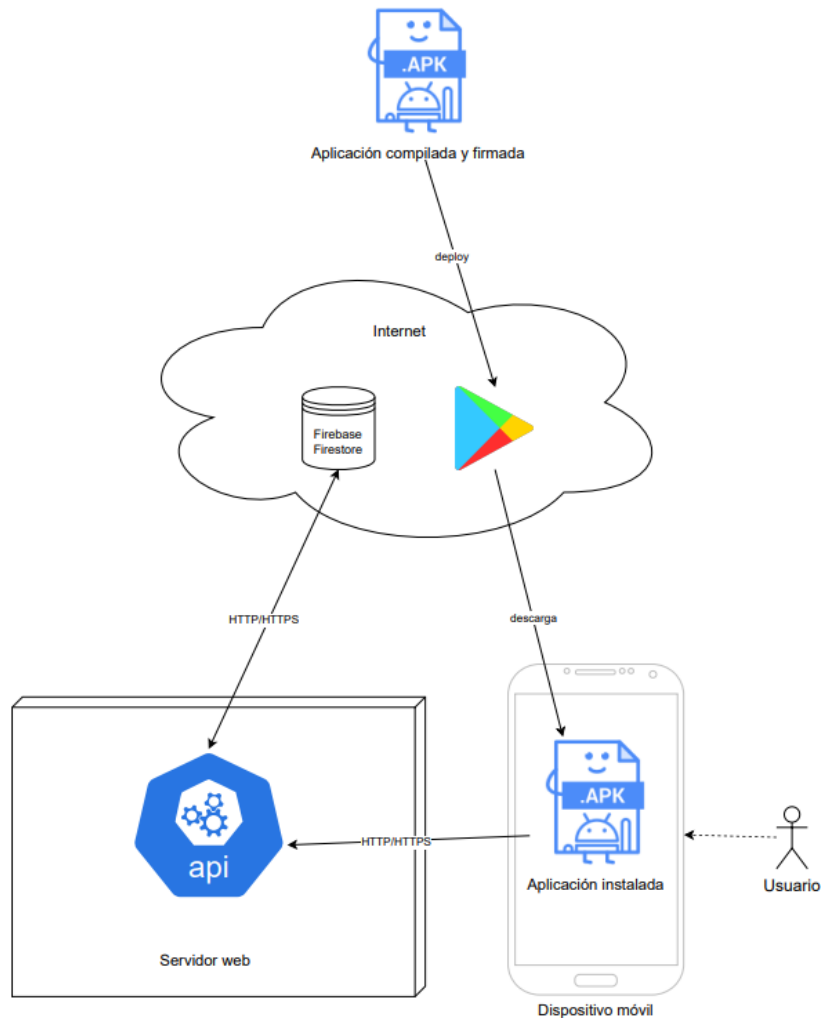 .APK
Aplicación compilada y firmada
deploy
Internet
Firebase
Firestore
HTTP/HTTPS
descarga
.APK
api
HTTP/HTTPS
Aplicación instalada
Usuario
Servidor web
Dispositivo móvil